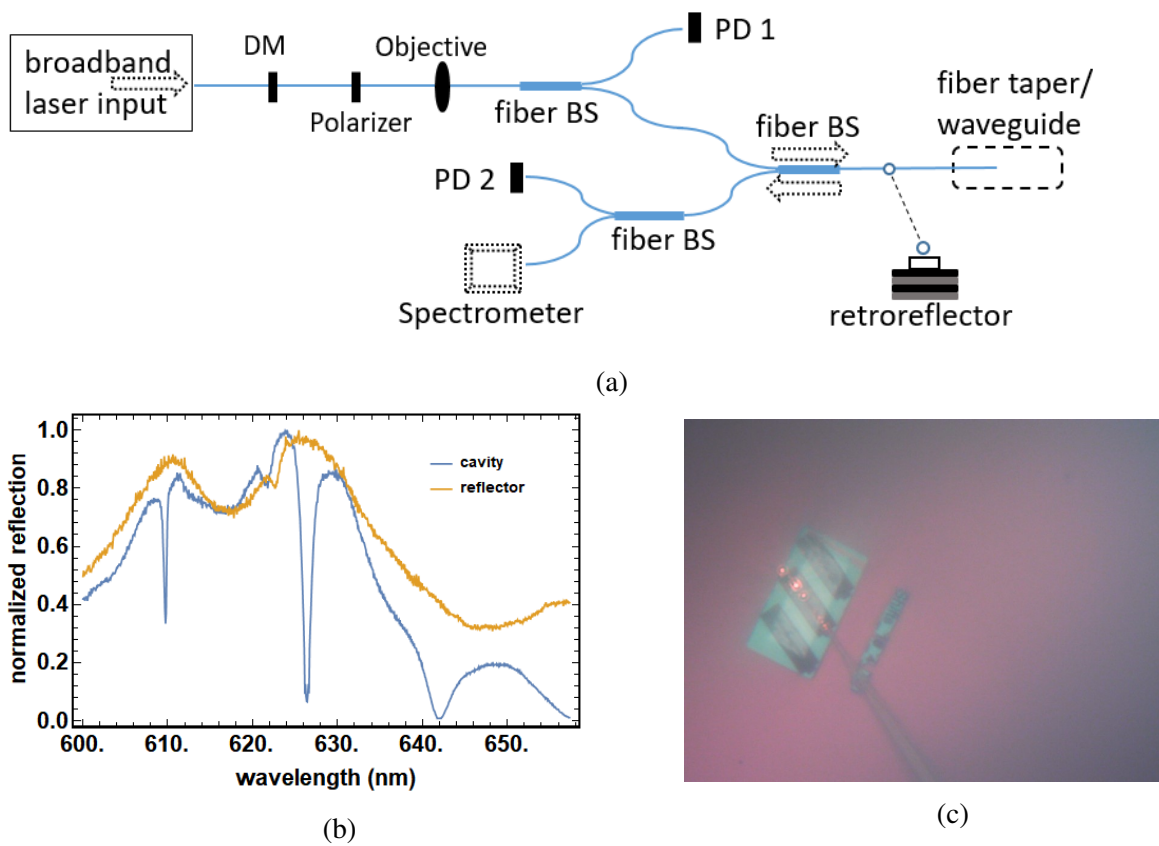 (a)
broadband
laser input
DM
Polarizer
Objective
fiber BS
PD 1
fiber BS
fiber taper/
waveguide
PD 2
fiber BS
Spectrometer
retroreflector
(b)
normalized reflection
1.0
0.8
0.6
0.4
0.2
0.0
cavity
reflector
600. 610. 620. 630. 640. 650.
wavelength (nm)
(c)